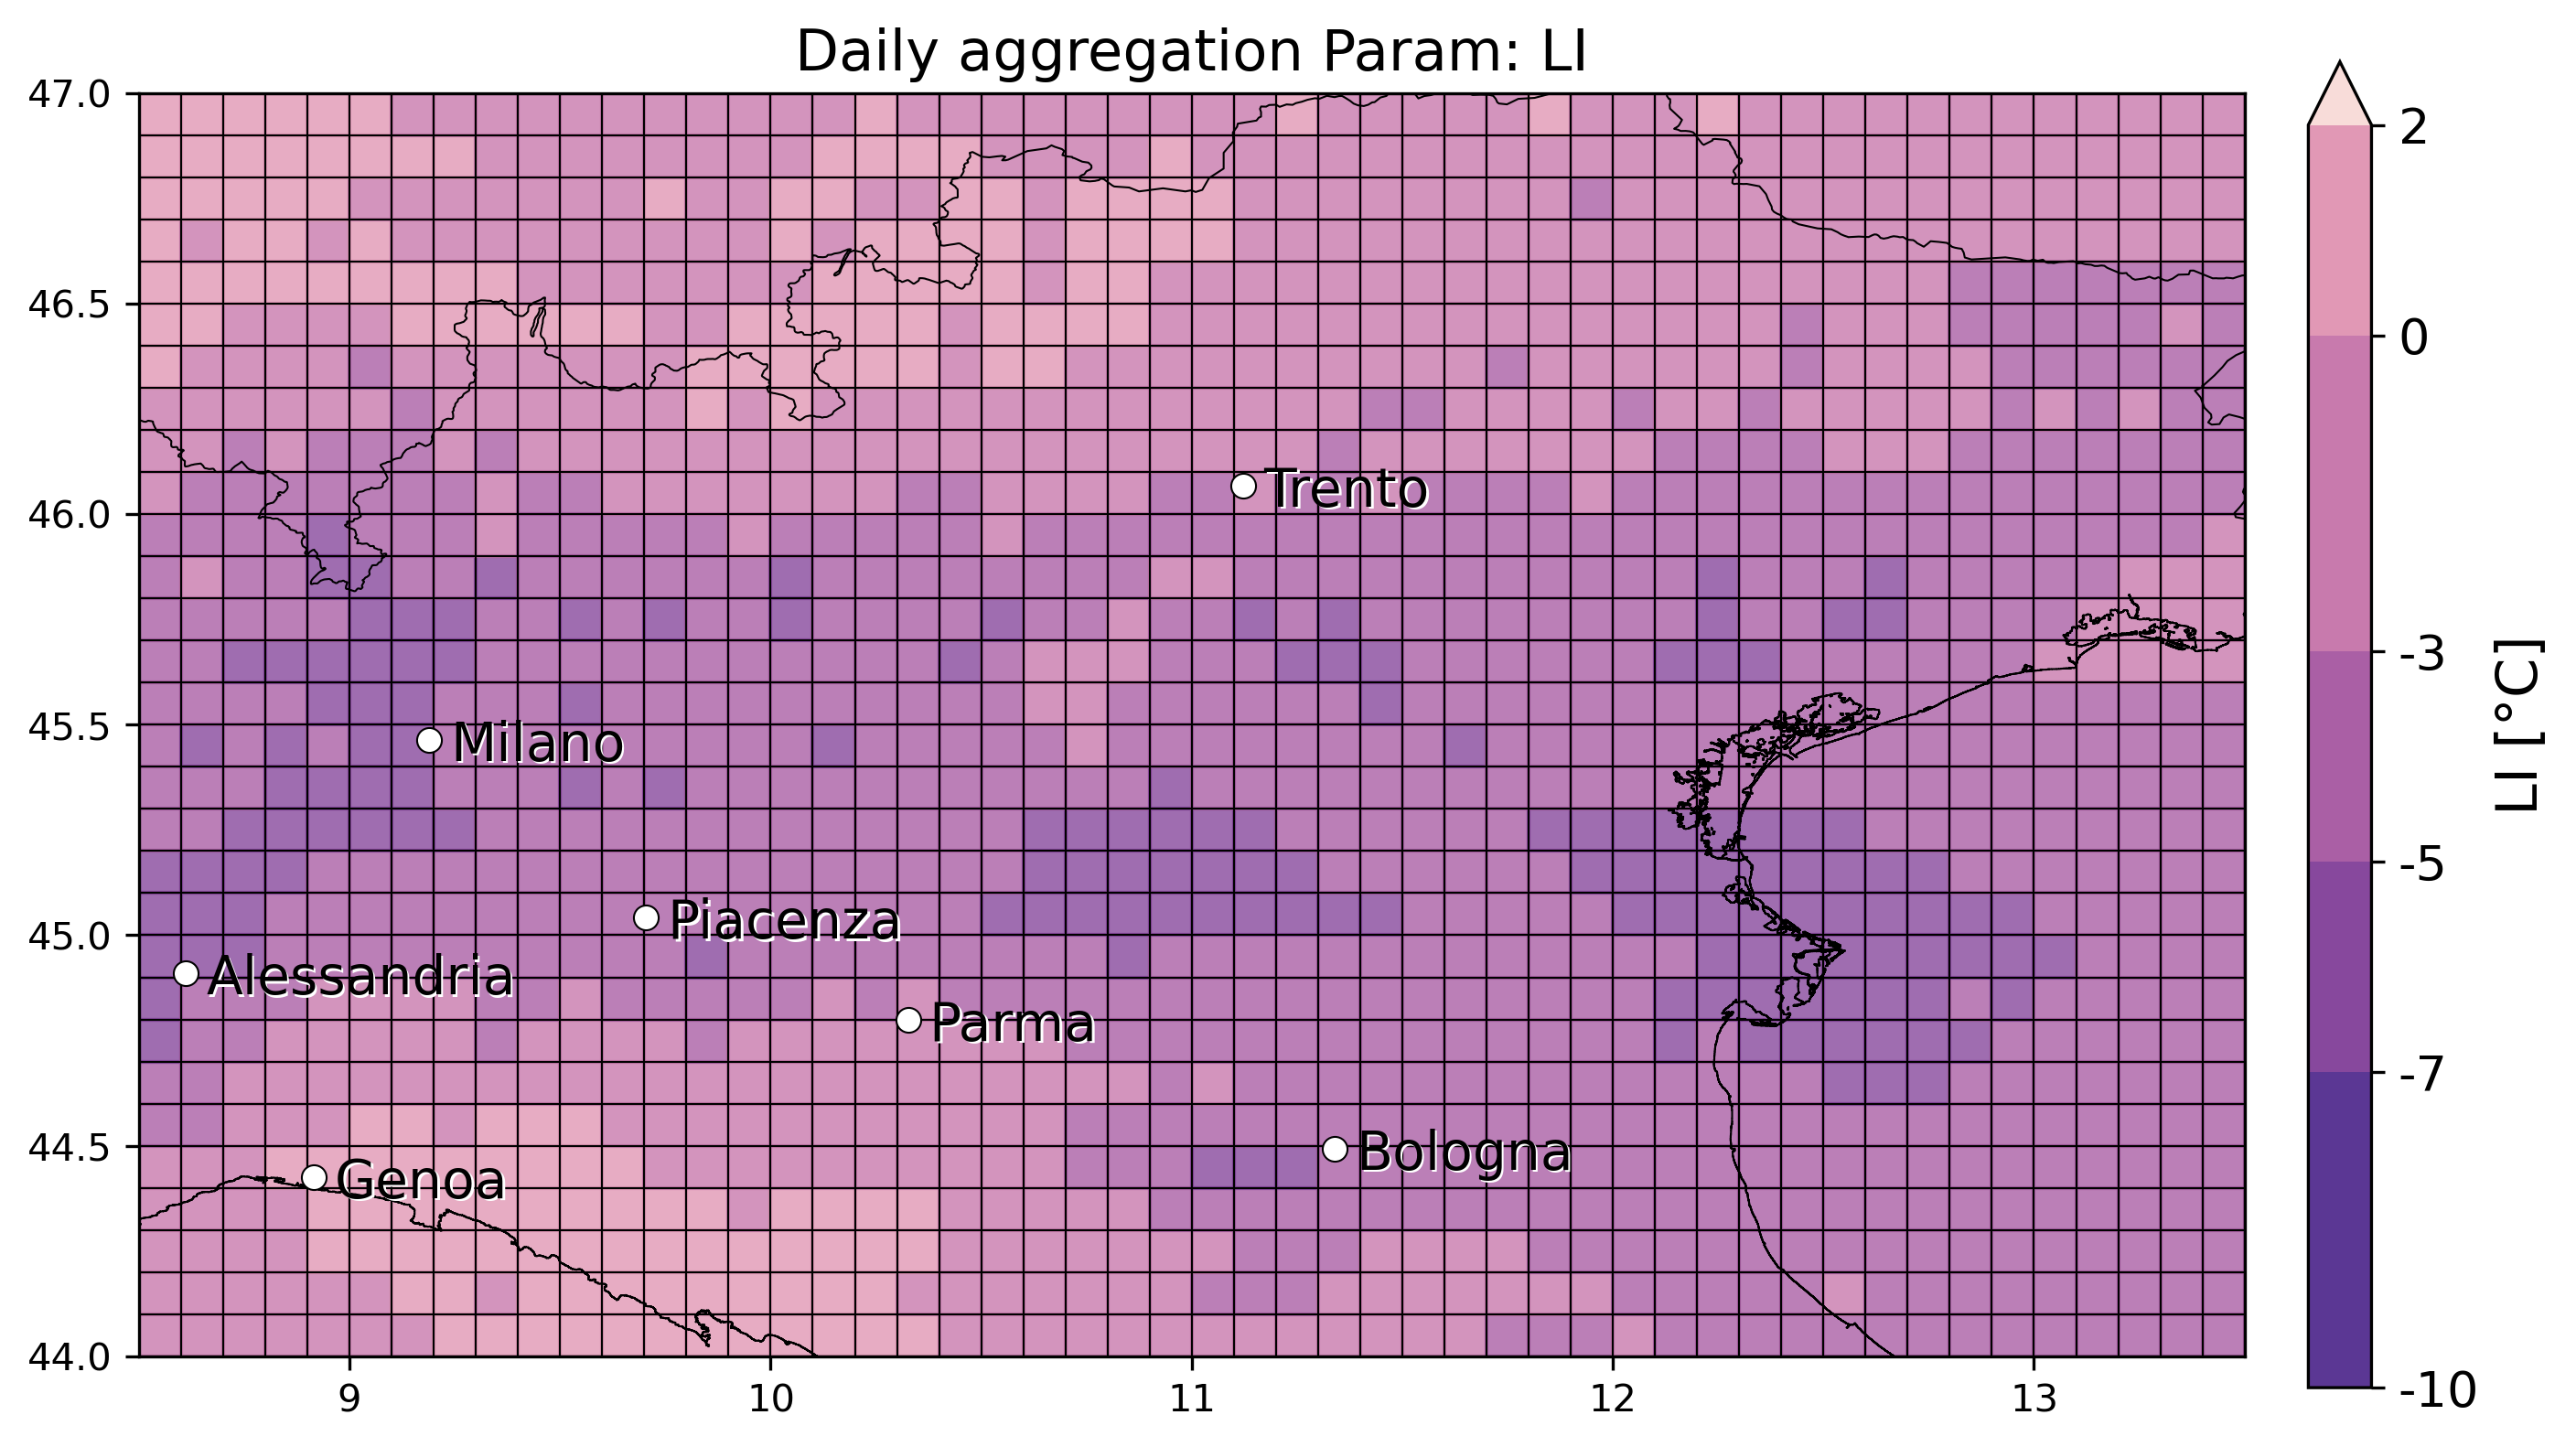 Daily aggregation Param: LI
47.0
46.5
46.0
45.5
45.0
44.5
44.0
9
10
11
12
13
Trento
Milano
Piacenza
Alessandria
Parma
Bologna
Genoa
2
0
-3
-5
-7
-10
LI [°C]